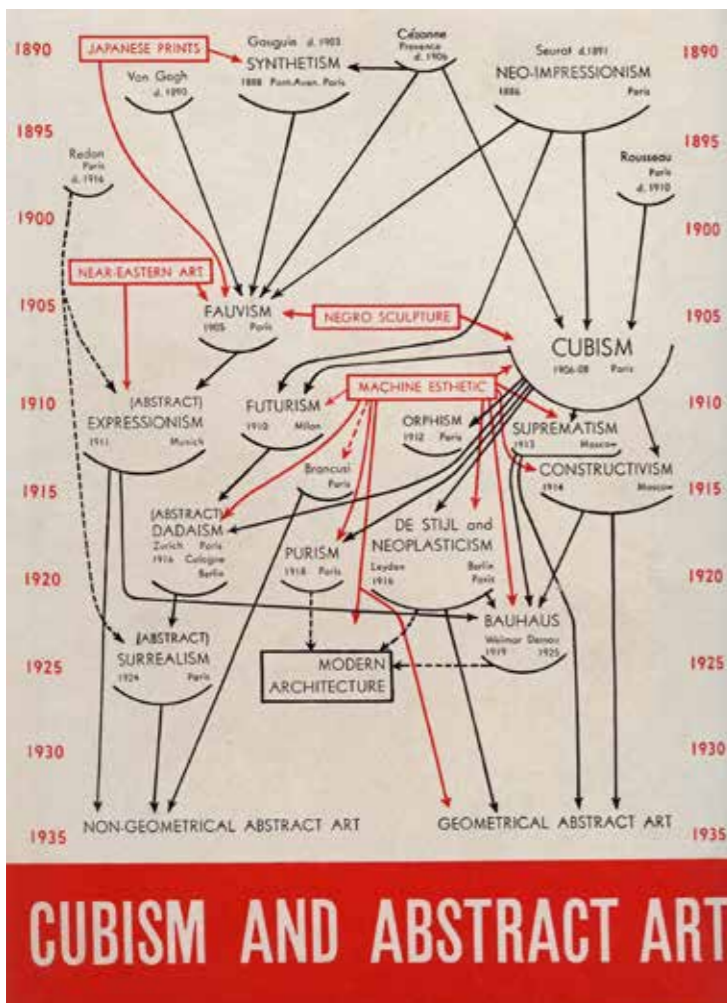 1890
JAPANESE PRINTS
Gauguin d. 1903
SYNTHETISM
1888 Pont-Aven, Paris
Cézanne
Provence
d. 1906
Seurat d. 1891
NEO-IMPRESSIONISM
1886 Paris
1890
Van Gogh
d. 1890
1895
1895
Redon
Paris
d. 1916
Rousseau
Paris
d. 1910
1900
1900
NEAR-EASTERN ART
1905
FAUVISM
1905 Paris
NEGRO SCULPTURE
1905
CUBISM
1906-08 Paris
MACHINE ESTHETIC
1910
(ABSTRACT)
EXPRESSIONISM
1911 Munich
FUTURISM
1910 Milan
ORPHISM
1912 Paris
SUPREMATISM
1913 Moscow
1910
Brancusi
Paris
CONSTRUCTIVISM
1914 Moscow
1915
1915
(ABSTRACT)
DADAISM
Zurich Paris
1916 Cologne
Berlin
PURISM
1918 Paris
DE STIJL and
NEOPLASTICISM
Leyden Berlin
1916 Paris
1920
1920
BAUHAUS
Weimar Dessau
1919 1925
(ABSTRACT)
SURREALISM
1924 Paris
1925
MODERN
ARCHITECTURE
1925
1930
1930
NON-GEOMETRICAL ABSTRACT ART
GEOMETRICAL ABSTRACT ART
1935
1935
CUBISM AND ABSTRACT ART